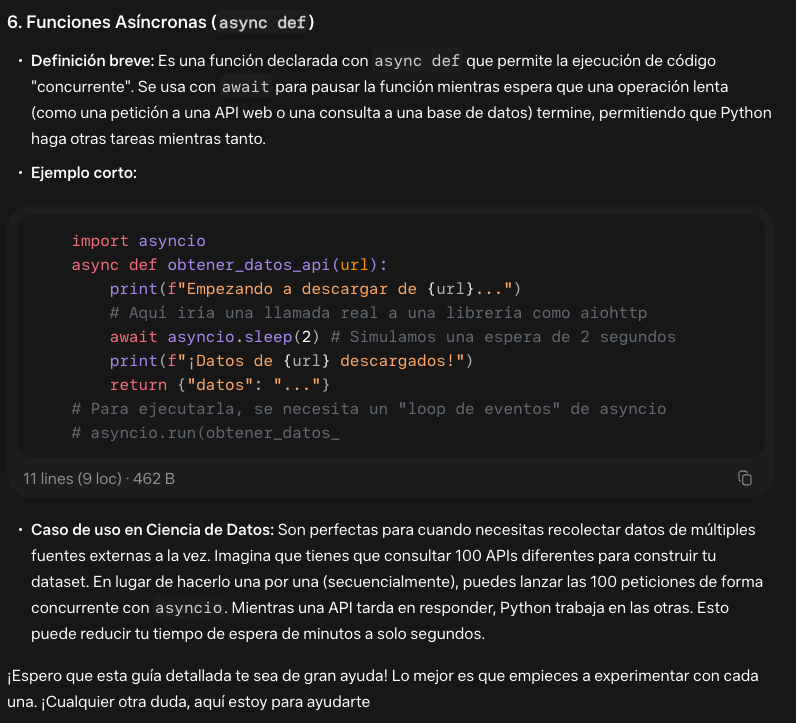 6. Funciones Asíncronas (async def)
• Definición breve: Es una función declarada con async def que permite la ejecución de código
"concurrente". Se usa con await para pausar la función mientras espera que una operación lenta
(como una petición a una API web o una consulta a una base de datos) termine, permitiendo que Python
haga otras tareas mientras tanto.
• Ejemplo corto:
import asyncio
async def obtener_datos_api(url):
    print(f"Empezando a descargar de {url}...")
    # Aquí iría una llamada real a una librería como aiohttp
    await asyncio.sleep(2) # Simulamos una espera de 2 segundos
    print(f"¡Datos de {url} descargados!")
    return {"datos": "..."}
# Para ejecutarla, se necesita un "loop de eventos" de asyncio
# asyncio.run(obtener_datos_
11 lines (9 loc) · 462 B
• Caso de uso en Ciencia de Datos: Son perfectas para cuando necesitas recolectar datos de múltiples
fuentes externas a la vez. Imagina que tienes que consultar 100 APIs diferentes para construir tu
dataset. En lugar de hacerlo una por una (secuencialmente), puedes lanzar las 100 peticiones de forma
concurrente con asyncio. Mientras una API tarda en responder, Python trabaja en las otras. Esto
puede reducir tu tiempo de espera de minutos a solo segundos.
¡Espero que esta guía detallada te sea de gran ayuda! Lo mejor es que empieces a experimentar con cada
una. ¡Cualquier otra duda, aquí estoy para ayudarte